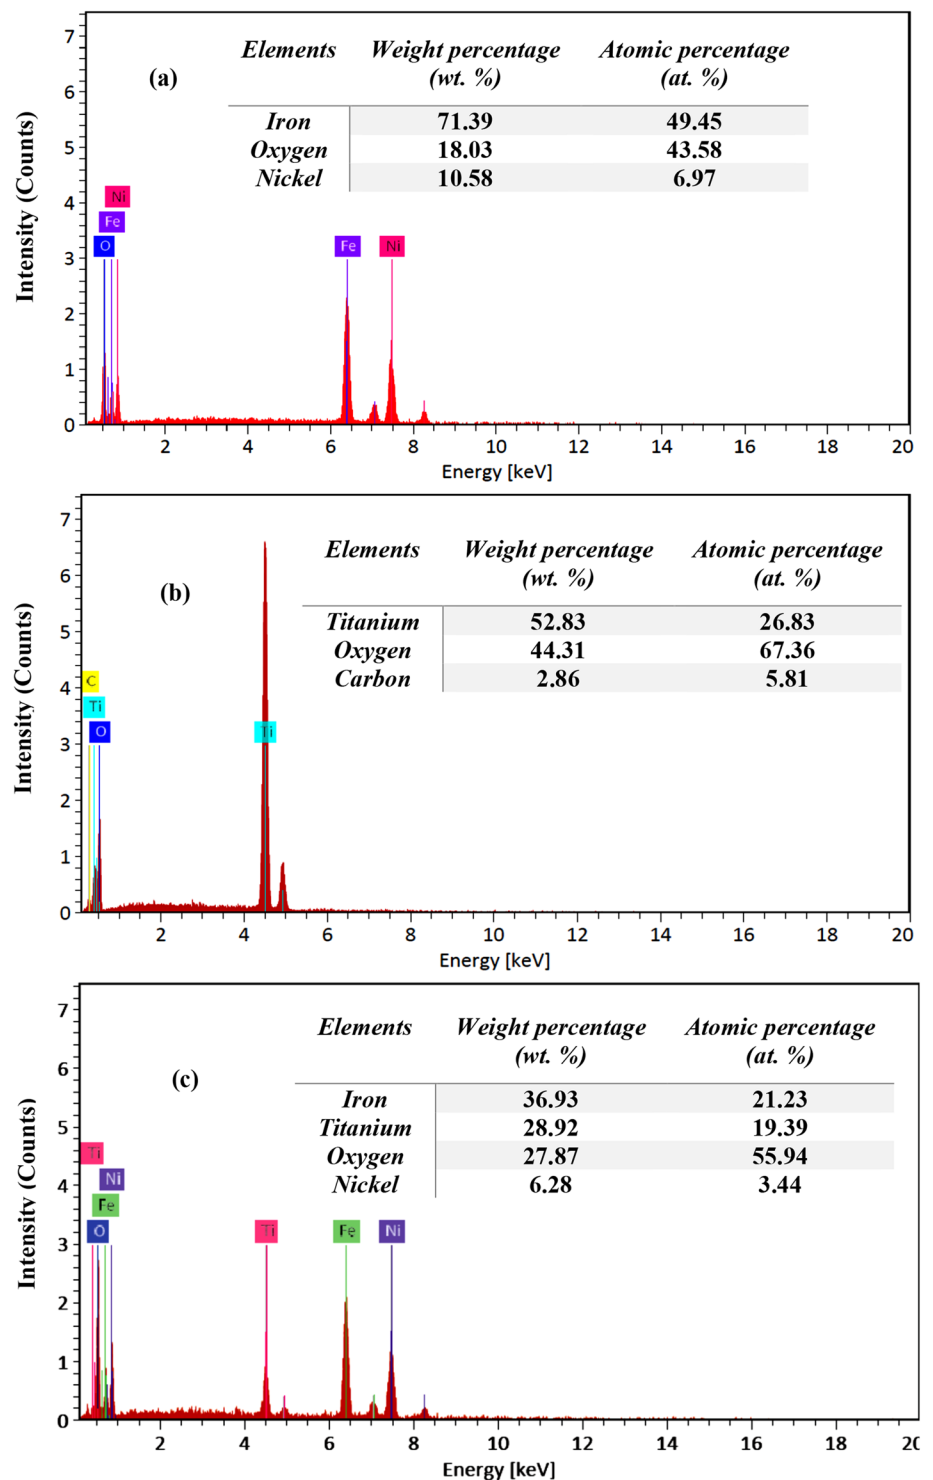 Elements Weight percentage Atomic percentage
(wt. %) (at. %)
(a)
Iron 71.39 49.45
Oxygen 18.03 43.58
Nickel 10.58 6.97
Ni
Fe
O Fe Ni
7
6
5
4
3
2
1
0
Intensity (Counts)
2 4 6 8 10 12 14 16 18 20
Energy [keV]
Elements Weight percentage Atomic percentage
(wt. %) (at. %)
(b)
Titanium 52.83 26.83
Oxygen 44.31 67.36
Carbon 2.86 5.81
C
Ti
O Ti
7
6
5
4
3
2
1
0
Intensity (Counts)
2 4 6 8 10 12 14 16 18 20
Energy [keV]
Elements Weight percentage Atomic percentage
(wt. %) (at. %)
(c)
Iron 36.93 21.23
Titanium 28.92 19.39
Oxygen 27.87 55.94
Nickel 6.28 3.44
Ti
Ni
Fe
O Ti Fe Ni
7
6
5
4
3
2
1
0
Intensity (Counts)
2 4 6 8 10 12 14 16 18 20
Energy [keV]